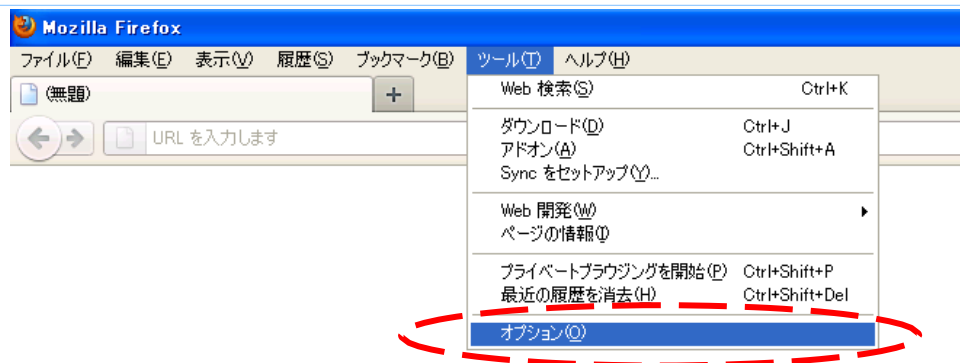 Mozilla Firefox
ファイル(F) 編集(E) 表示(V) 履歴(S) ブックマーク(B) ツール(T) ヘルプ(H)
(無題) +
URL を入力します
Web 検索(S) Ctrl+K
ダウンロード(D) Ctrl+J
アドオン(A) Ctrl+Shift+A
Sync をセットアップ(Y)...
Web 開発(W)
ページの情報(I)
プライベートブラウジングを開始(P) Ctrl+Shift+P
最近の履歴を消去(H) Ctrl+Shift+Del
オプション(O)